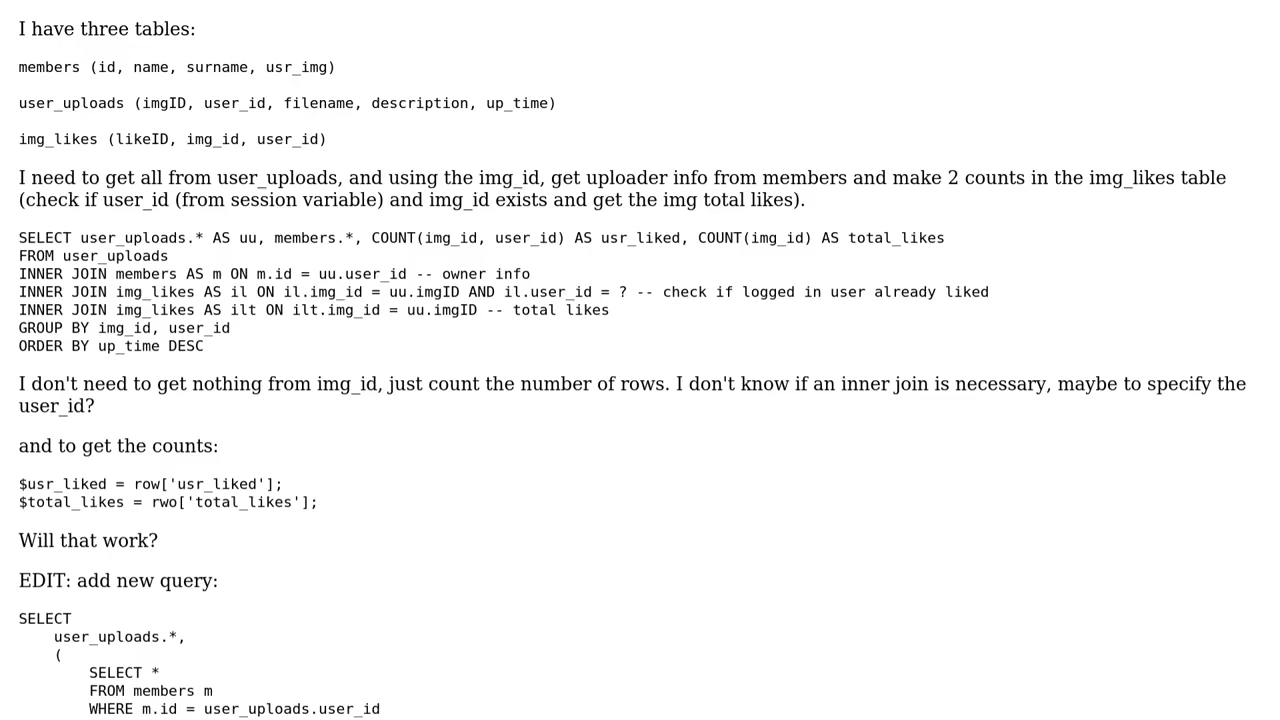 I have three tables:
members (id, name, surname, usr_img)
user_uploads (imgID, user_id, filename, description, up_time)
img_likes (likeID, img_id, user_id)
I need to get all from user_uploads, and using the img_id, get uploader info from members and make 2 counts in the img_likes table
(check if user_id (from session variable) and img_id exists and get the img total likes).
SELECT user_uploads.* AS uu, members.*, COUNT(img_id, user_id) AS usr_liked, COUNT(img_id) AS total_likes
FROM user_uploads
INNER JOIN members AS m ON m.id = uu.user_id -- owner info
INNER JOIN img_likes AS il ON il.img_id = uu.imgID AND il.user_id = ? -- check if logged in user already liked
INNER JOIN img_likes AS ilt ON ilt.img_id = uu.imgID -- total likes
GROUP BY img_id, user_id
ORDER BY up_time DESC
I don't need to get nothing from img_id, just count the number of rows. I don't know if an inner join is necessary, maybe to specify the
user_id?
and to get the counts:
$usr_liked = row['usr_liked'];
$total_likes = rwo['total_likes'];
Will that work?
EDIT: add new query:
SELECT
    user_uploads.*,
    (
        SELECT *
        FROM members m
        WHERE m.id = user_uploads.user_id